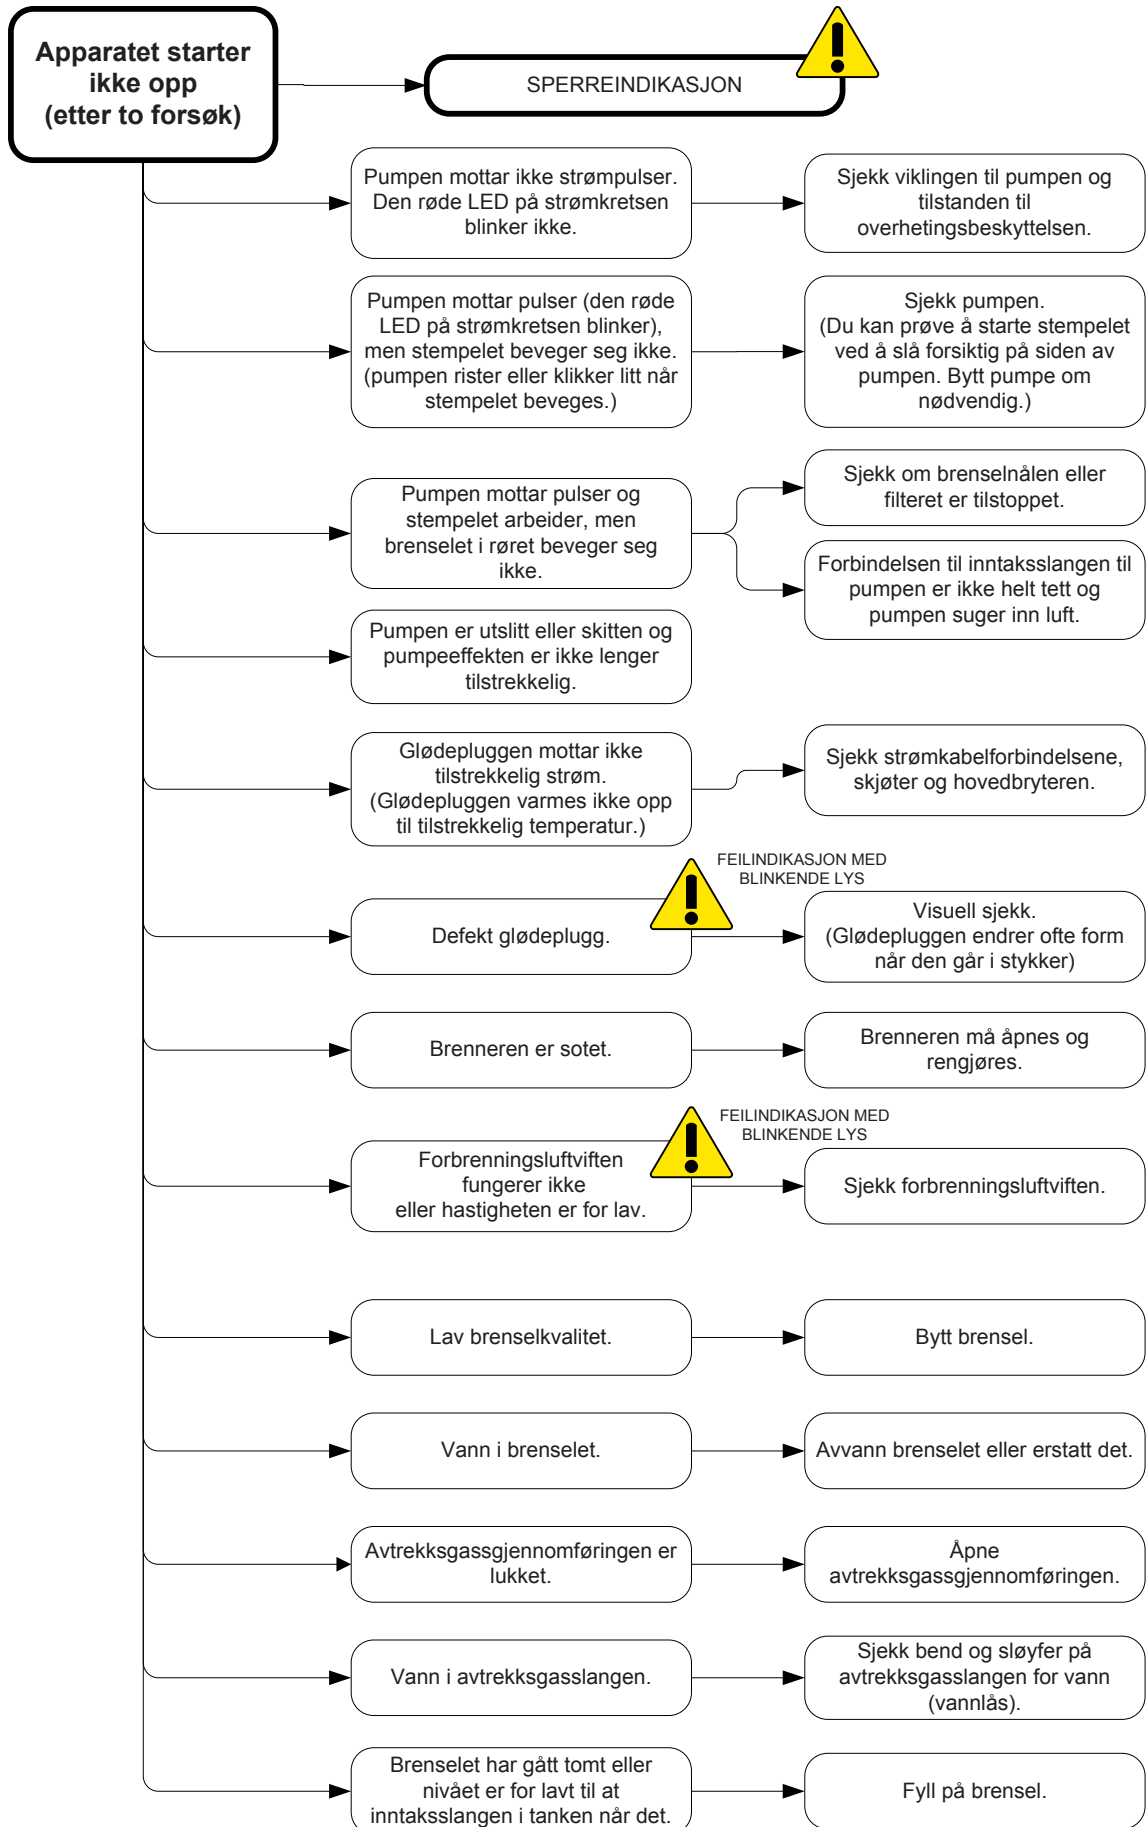 Apparatet starter
ikke opp
(etter to forsøk)
SPERREINDIKASJON
Pumpen mottar ikke strømpulser.
Den røde LED på strømkretsen
blinker ikke.
Sjekk viklingen til pumpen og
tilstanden til
overhetingsbeskyttelsen.
Pumpen mottar pulser (den røde
LED på strømkretsen blinker),
men stempelet beveger seg ikke.
(pumpen rister eller klikker litt når
stempelet beveges.)
Sjekk pumpen.
(Du kan prøve å starte stempelet
ved å slå forsiktig på siden av
pumpen. Bytt pumpe om
nødvendig.)
Pumpen mottar pulser og
stempelet arbeider, men
brenselet i røret beveger seg
ikke.
Sjekk om brenselnålen eller
filteret er tilstoppet.
Forbindelsen til inntaksslangen til
pumpen er ikke helt tett og
pumpen suger inn luft.
Pumpen er utslitt eller skitten og
pumpeeffekten er ikke lenger
tilstrekkelig.
Glødepluggen mottar ikke
tilstrekkelig strøm.
(Glødepluggen varmes ikke opp
til tilstrekkelig temperatur.)
Sjekk strømkabelforbindelsene,
skjøter og hovedbryteren.
FEILINDIKASJON MED
BLINKENDE LYS
Defekt glødeplugg.
Visuell sjekk.
(Glødepluggen endrer ofte form
når den går i stykker)
Brenneren er sotet.
Brenneren må åpnes og
rengjøres.
FEILINDIKASJON MED
BLINKENDE LYS
Forbrenningsluftviften
fungerer ikke
eller hastigheten er for lav.
Sjekk forbrenningsluftviften.
Lav brenselkvalitet.
Bytt brensel.
Vann i brenselet.
Avvann brenselet eller erstatt det.
Avtrekksgassgjennomføringen er
lukket.
Åpne
avtrekksgassgjennomføringen.
Vann i avtrekksgasslangen.
Sjekk bend og sløyfer på
avtrekksgasslangen for vann
(vannlås).
Brenselet har gått tomt eller
nivået er for lavt til at
inntaksslangen i tanken når det.
Fyll på brensel.